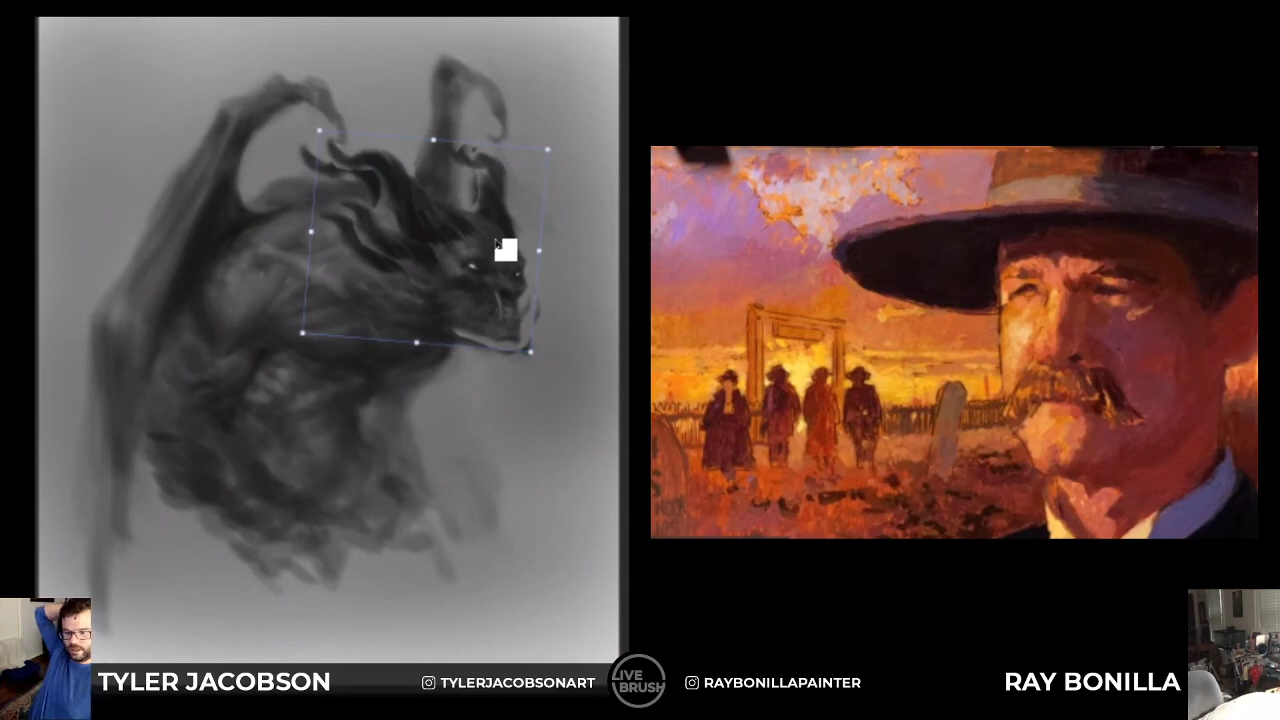 TYLER JACOBSON
TYLERJACOBSONART
LIVE
BRUSH
RAYBONILLAPAINTER
RAY BONILLA